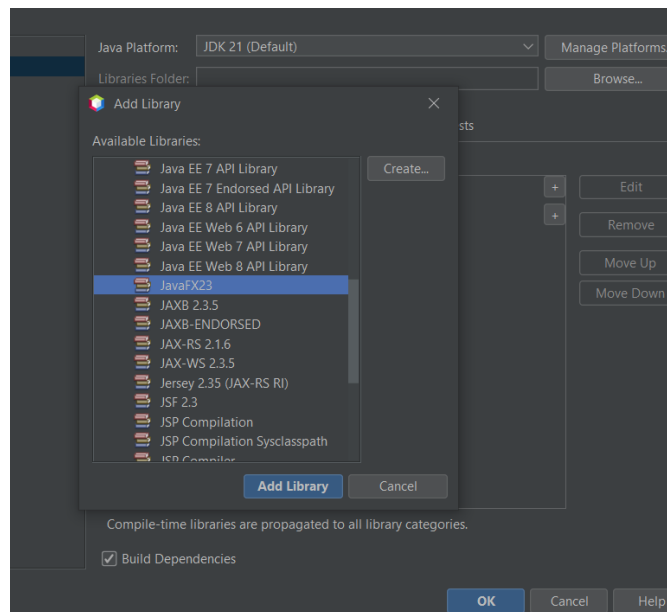 Java Platform: JDK 21 (Default) Manage Platforms
Libraries Folder: Browse...
Add Library
Available Libraries:
Java EE 7 API Library
Create...
Java EE 7 Endorsed API Library
Java EE 8 API Library
Java EE Web 6 API Library
Java EE Web 7 API Library
Java EE Web 8 API Library
JavaFX23
JAXB 2.3.5
JAXB-ENDORSED
JAX-RS 2.1.6
JAX-WS 2.3.5
Jersey 2.35 (JAX-RS RI)
JSF 2.3
JSP Compilation
JSP Compilation Sysclasspath
JSP Compiler
Add Library Cancel
sts
+ Edit
+ Remove
Move Up
Move Down
Compile-time libraries are propagated to all library categories.
Build Dependencies
OK Cancel Help